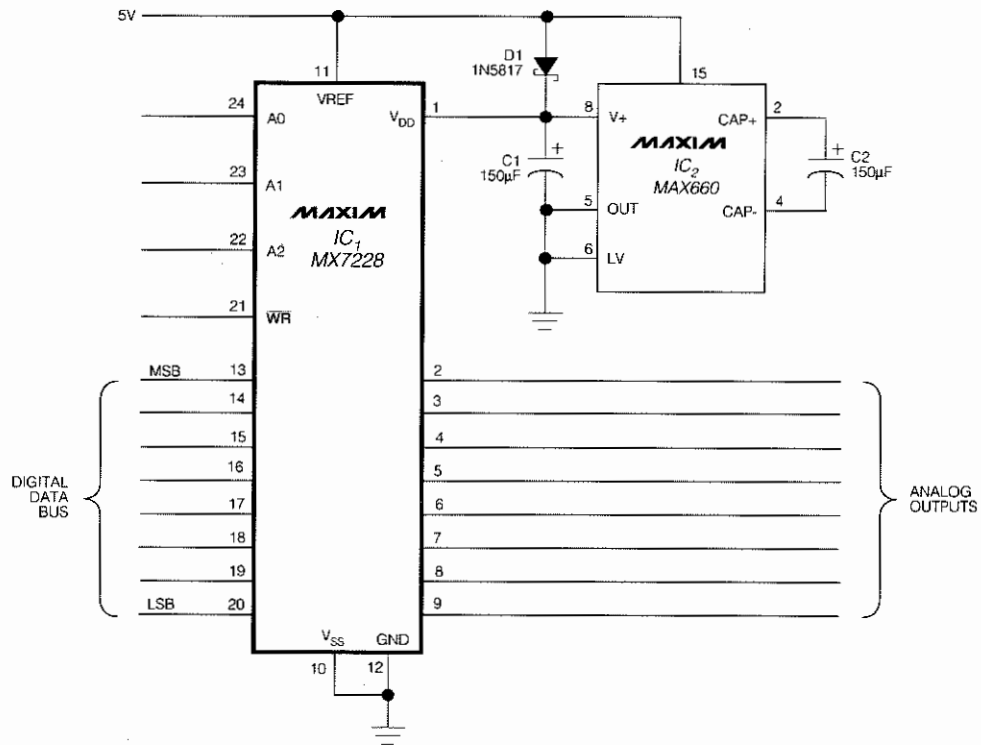 5V
D1
1N5817
11
VREF
15
24
A0
VDD
1
8
V+
CAP+
2
MAXIM
IC2
MAX660
C1
150µF
+
C2
150µF
+
23
A1
5
OUT
CAP-
4
MAXIM
IC1
MX7228
22
A2
6
LV
21
WR
MSB
13
2
14
3
15
4
16
5
DIGITAL
DATA
BUS
17
6
ANALOG
OUTPUTS
18
7
19
8
LSB
20
9
VSS
GND
10
12